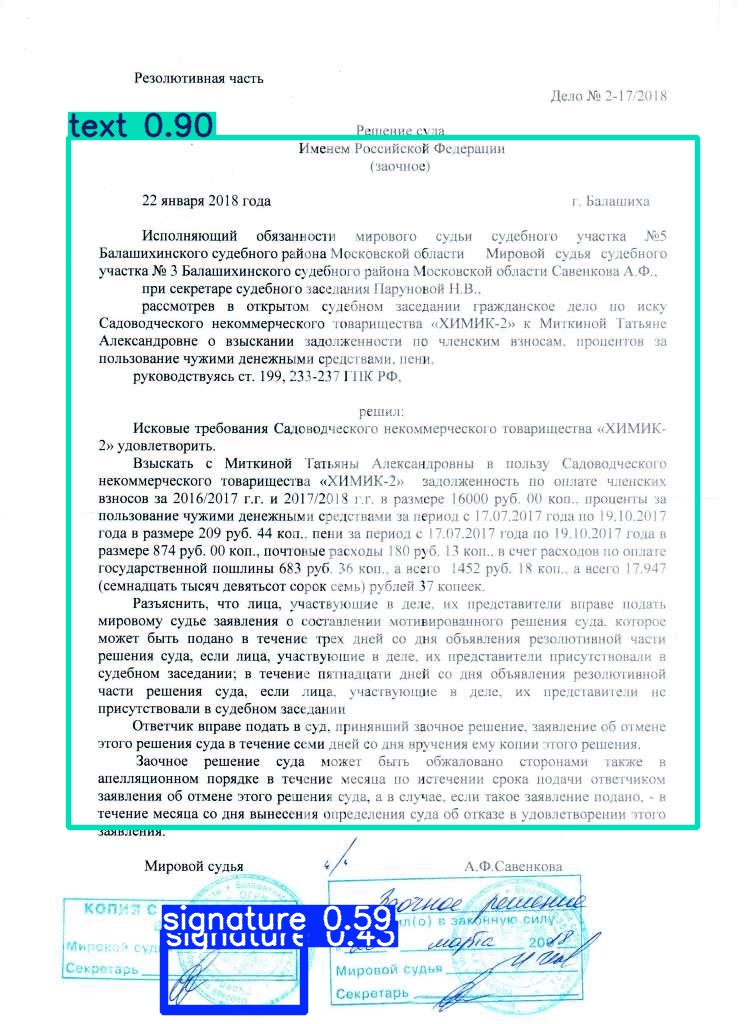 Резолютивная часть
Дело № 2-17/2018
text 0.90
Решение суда
Именем Российской Федерации
(заочное)
22 января 2018 года г. Балашиха
Исполняющий обязанности мирового судьи судебного участка №5
Балашихинского судебного района Московской области Мировой судья судебного
участка № 3 Балашихинского судебного района Московской области Савенкова А.Ф.,
при секретаре судебного заседания Паруновой Н.В.,
рассмотрев в открытом судебном заседании гражданское дело по иску
Садоводческого некоммерческого товарищества «ХИМИК-2» к Миткиной Татьяне
Александровне о взыскании задолженности по членским взносам, процентов за
пользование чужими денежными средствами, пени,
руководствуясь ст. 199, 233-237 ГПК РФ,
решил:
Исковые требования Садоводческого некоммерческого товарищества «ХИМИК-
2» удовлетворить.
Взыскать с Миткиной Татьяны Александровны в пользу Садоводческого
некоммерческого товарищества «ХИМИК-2» задолженность по оплате членских
взносов за 2016/2017 г.г. и 2017/2018 г.г. в размере 16000 руб. 00 коп., проценты за
пользование чужими денежными средствами за период с 17.07.2017 года по 19.10.2017
года в размере 209 руб. 44 коп., пени за период с 17.07.2017 года по 19.10.2017 года в
размере 874 руб. 00 коп., почтовые расходы 180 руб. 13 коп., в счет расходов по оплате
государственной пошлины 683 руб. 36 коп., а всего 1452 руб. 18 коп., а всего 17.947
(семнадцать тысяч девятьсот сорок семь) рублей 37 копеек.
Разъяснить, что лица, участвующие в деле, их представители вправе подать
мировому судье заявления о составлении мотивированного решения суда, которое
может быть подано в течение трех дней со дня объявления резолютивной части
решения суда, если лица, участвующие в деле, их представители присутствовали в
судебном заседании; в течение пятнадцати дней со дня объявления резолютивной
части решения суда, если лица, участвующие в деле, их представители не
присутствовали в судебном заседании
Ответчик вправе подать в суд, принявший заочное решение, заявление об отмене
этого решения суда в течение семи дней со дня вручения ему копии этого решения.
Заочное решение суда может быть обжаловано сторонами также в
апелляционном порядке в течение месяца по истечении срока подачи ответчиком
заявления об отмене этого решения суда, а в случае, если такое заявление подано, - в
течение месяца со дня вынесения определения суда об отказе в удовлетворении этого
заявления.
Мировой судья А.Ф.Савенкова
КОПИЯ
Мировой судья
Секретарь
signature 0.59
signature 0.43
Заочное решение
в законную силу
марта 2018
Мировой судья
Секретарь